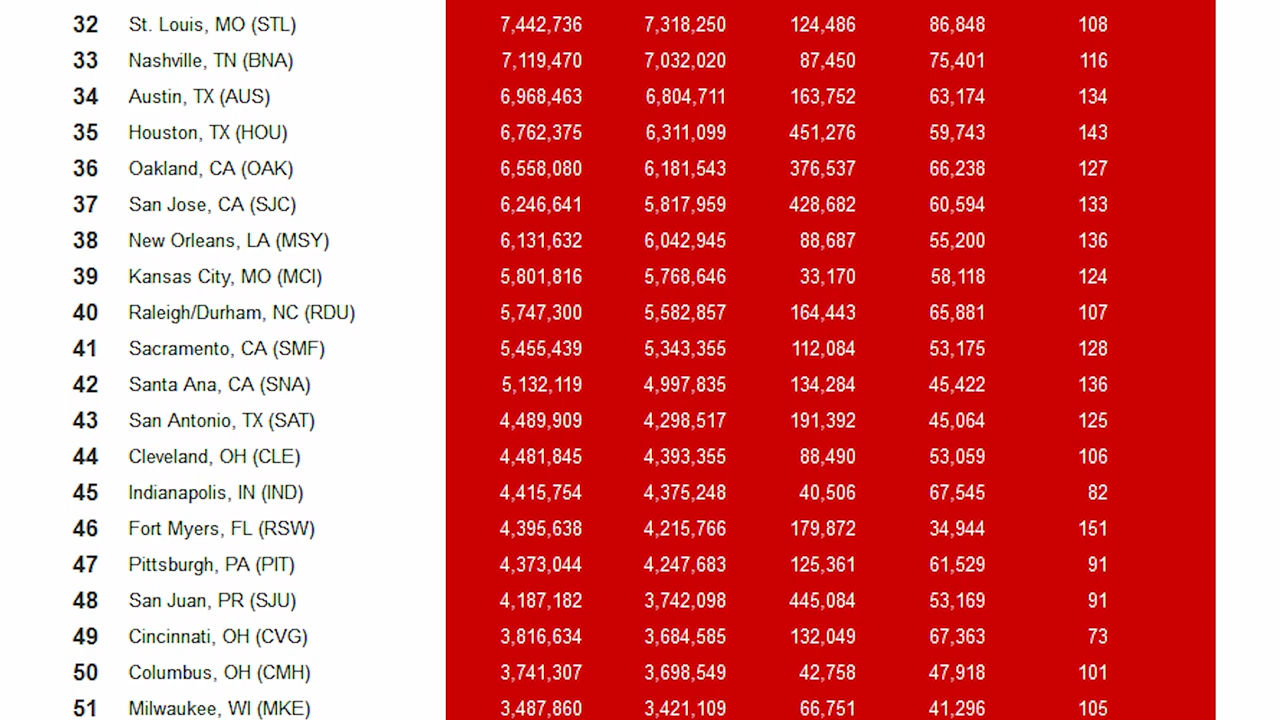 32 St. Louis, MO (STL) 7,442,736 7,318,250 124,486 86,848 108
33 Nashville, TN (BNA) 7,119,470 7,032,020 87,450 75,401 116
34 Austin, TX (AUS) 6,968,463 6,804,711 163,752 63,174 134
35 Houston, TX (HOU) 6,762,375 6,311,099 451,276 59,743 143
36 Oakland, CA (OAK) 6,558,080 6,181,543 376,537 66,238 127
37 San Jose, CA (SJC) 6,246,641 5,817,959 428,682 60,594 133
38 New Orleans, LA (MSY) 6,131,632 6,042,945 88,687 55,200 136
39 Kansas City, MO (MCI) 5,801,816 5,768,646 33,170 58,118 124
40 Raleigh/Durham, NC (RDU) 5,747,300 5,582,857 164,443 65,881 107
41 Sacramento, CA (SMF) 5,455,439 5,343,355 112,084 53,175 128
42 Santa Ana, CA (SNA) 5,132,119 4,997,835 134,284 45,422 136
43 San Antonio, TX (SAT) 4,489,909 4,298,517 191,392 45,064 125
44 Cleveland, OH (CLE) 4,481,845 4,393,355 88,490 53,059 106
45 Indianapolis, IN (IND) 4,415,754 4,375,248 40,506 67,545 82
46 Fort Myers, FL (RSW) 4,395,638 4,215,766 179,872 34,944 151
47 Pittsburgh, PA (PIT) 4,373,044 4,247,683 125,361 61,529 91
48 San Juan, PR (SJU) 4,187,182 3,742,098 445,084 53,169 91
49 Cincinnati, OH (CVG) 3,816,634 3,684,585 132,049 67,363 73
50 Columbus, OH (CMH) 3,741,307 3,698,549 42,758 47,918 101
51 Milwaukee, WI (MKE) 3,487,860 3,421,109 66,751 41,296 105